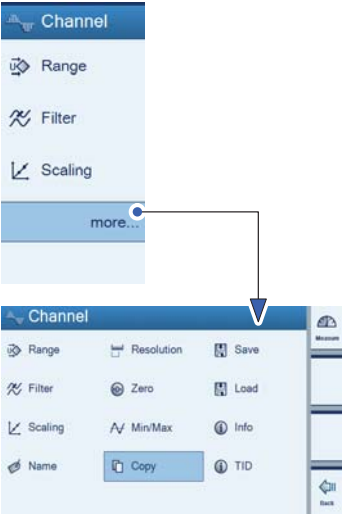 Channel
Range
Filter
Scaling
more...
Channel
Range Resolution Save
Measure
Filter Zero Load
Scaling Min/Max Info
Name Copy TID
Back